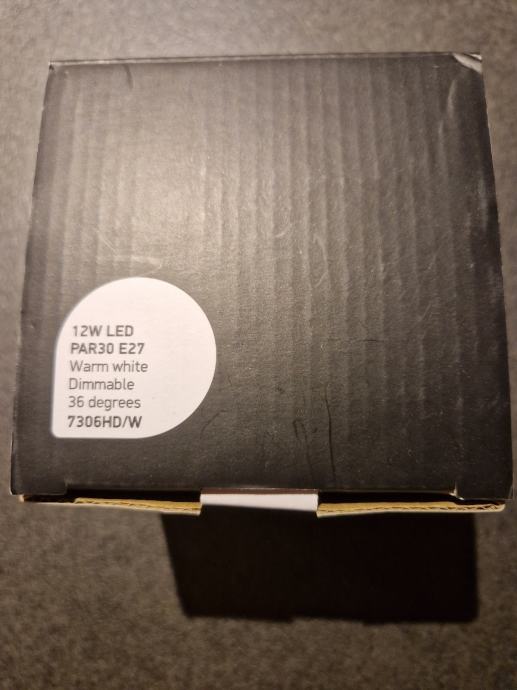 12W LED
PAR30 E27
Warm white
Dimmable
36 degrees
7306HD/W